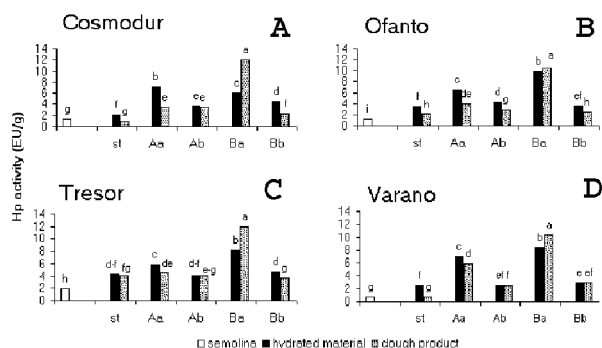 Cosmodur A
14
12
10
8
6
4
2
0
g f g b e e e c a d f
st Aa Ab Ba Bb
Ofanto B
14
12
10
8
6
4
2
0
i f h c de d g b a ef h
st Aa Ab Ba Bb
Hp activity (EU/g)
Tresor C
14
12
10
8
6
4
2
0
h d-f fg c de d-f e-g b a d g
st Aa Ab Ba Bb
Varano D
14
12
10
8
6
4
2
0
g f g c d ef f b a e ef
st Aa Ab Ba Bb
semolina hydrated material douch product